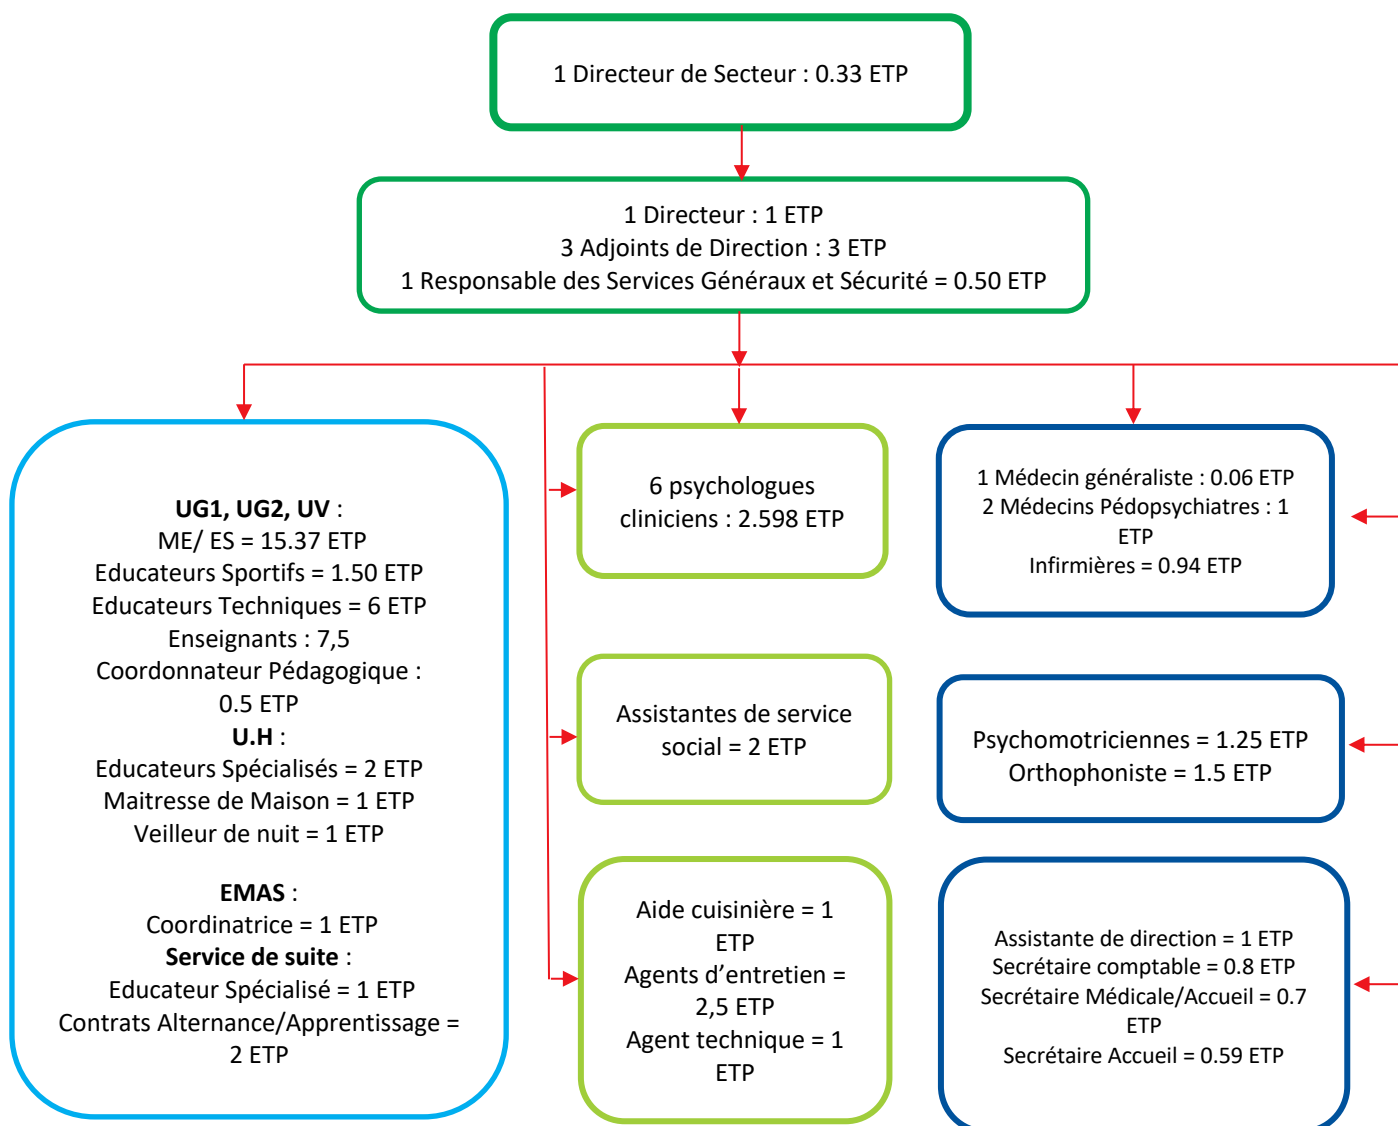 1 Directeur de Secteur : 0.33 ETP
1 Directeur : 1 ETP
3 Adjoints de Direction : 3 ETP
1 Responsable des Services Généraux et Sécurité = 0.50 ETP
UG1, UG2, UV :
ME/ ES = 15.37 ETP
Educateurs Sportifs = 1.50 ETP
Educateurs Techniques = 6 ETP
Enseignants : 7,5
Coordonnateur Pédagogique :
0.5 ETP
U.H :
Educateurs Spécialisés = 2 ETP
Maitresse de Maison = 1 ETP
Veilleur de nuit = 1 ETP
EMAS :
Coordinatrice = 1 ETP
Service de suite :
Educateur Spécialisé = 1 ETP
Contrats Alternance/Apprentissage =
2 ETP
6 psychologues
cliniciens : 2.598 ETP
Assistantes de service
social = 2 ETP
Aide cuisinière = 1
ETP
Agents d’entretien =
2,5 ETP
Agent technique = 1
ETP
1 Médecin généraliste : 0.06 ETP
2 Médecins Pédopsychiatres : 1
ETP
Infirmières = 0.94 ETP
Psychomotriciennes = 1.25 ETP
Orthophoniste = 1.5 ETP
Assistante de direction = 1 ETP
Secrétaire comptable = 0.8 ETP
Secrétaire Médicale/Accueil = 0.7
ETP
Secrétaire Accueil = 0.59 ETP